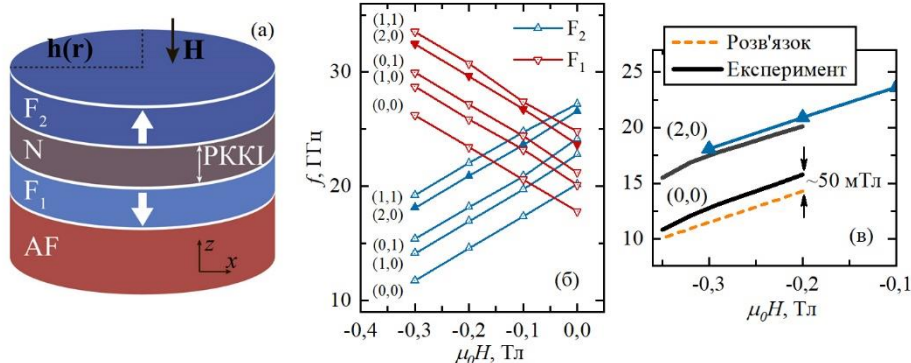 (а)
h(r)
H
F₂
N
РККІ
F₁
AF
z
x
f, ГГц
30
20
10
(1,1)
(2,0)
(0,1)
(1,0)
(0,0)
F₂
F₁
(1,1)
(2,0)
(0,1)
(1,0)
(0,0)
(б)
-0,4 -0,3 -0,2 -0,1 0,0
μ₀H, Тл
Розв'язок
Експеримент
25
20
15
10
(2,0)
(0,0)
~50 мТл
(в)
-0,3 -0,2 -0,1
μ₀H, Тл